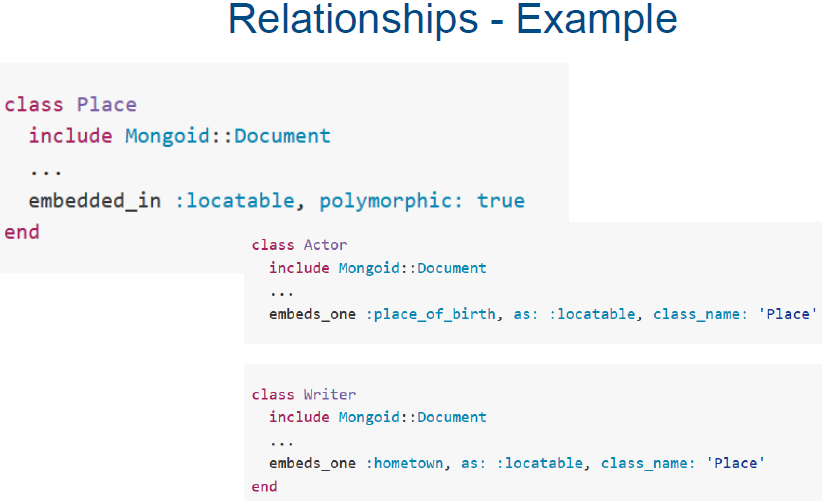 Relationships - Example
class Place
include Mongoid::Document
...
embedded_in :locatable, polymorphic: true
end
class Actor
include Mongoid::Document
...
embeds_one :place_of_birth, as: :locatable, class_name: 'Place'
class Writer
include Mongoid::Document
...
embeds_one :hometown, as: :locatable, class_name: 'Place'
end